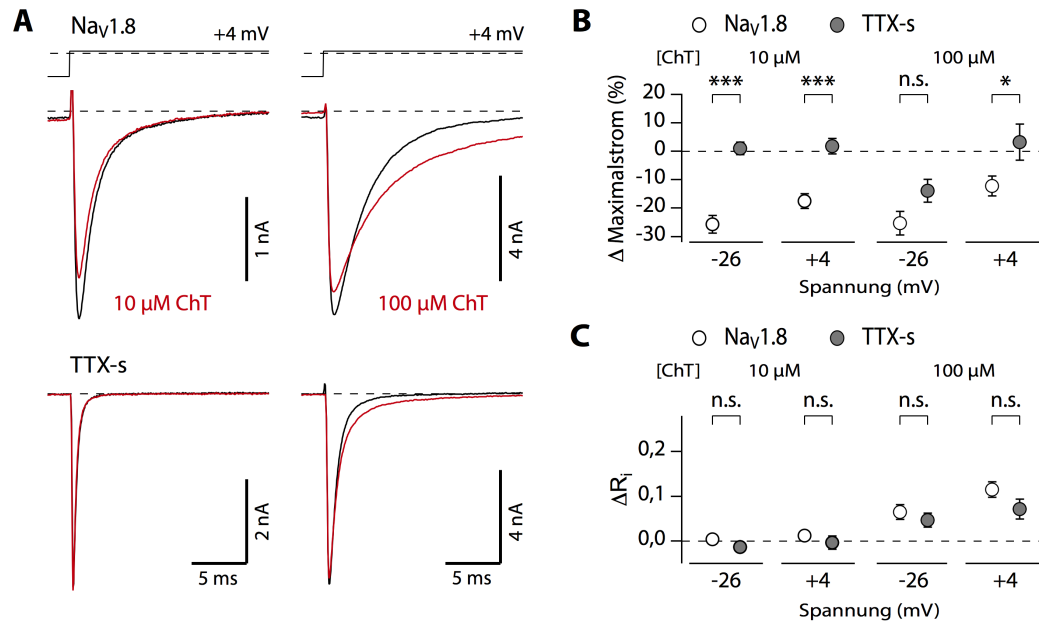 A
Naᵥ1.8
+4 mV
+4 mV
1 nA
4 nA
10 µM ChT
100 µM ChT
TTX-s
2 nA
4 nA
5 ms
5 ms
B
Naᵥ1.8
TTX-s
[ChT]
10 µM
100 µM
***
***
n.s.
*
Δ Maximalstrom (%)
20
10
0
-10
-20
-30
-26
+4
-26
+4
Spannung (mV)
C
Naᵥ1.8
TTX-s
[ChT]
10 µM
100 µM
n.s.
n.s.
n.s.
n.s.
ΔRᵢ
0,2
0,1
0,0
-26
+4
-26
+4
Spannung (mV)